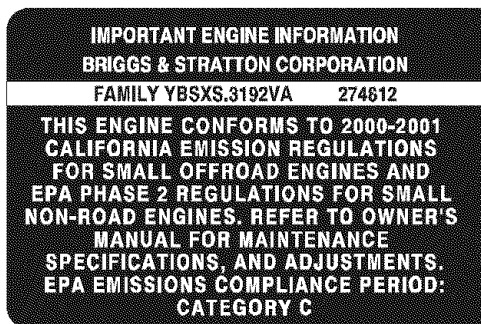 IMPORTANT ENGINE INFORMATION
BRIGGS & STRATTON CORPORATION
FAMILY YBSXS.3192VA 274812
THIS ENGINE CONFORMS TO 2000-2001
CALIFORNIA EMISSION REGULATIONS
FOR SMALL OFFROAD ENGINES AND
EPA PHASE 2 REGULATIONS FOR SMALL
NON-ROAD ENGINES. REFER TO OWNER'S
MANUAL FOR MAINTENANCE
SPECIFICATIONS, AND ADJUSTMENTS.
EPA EMISSIONS COMPLIANCE PERIOD:
CATEGORY C